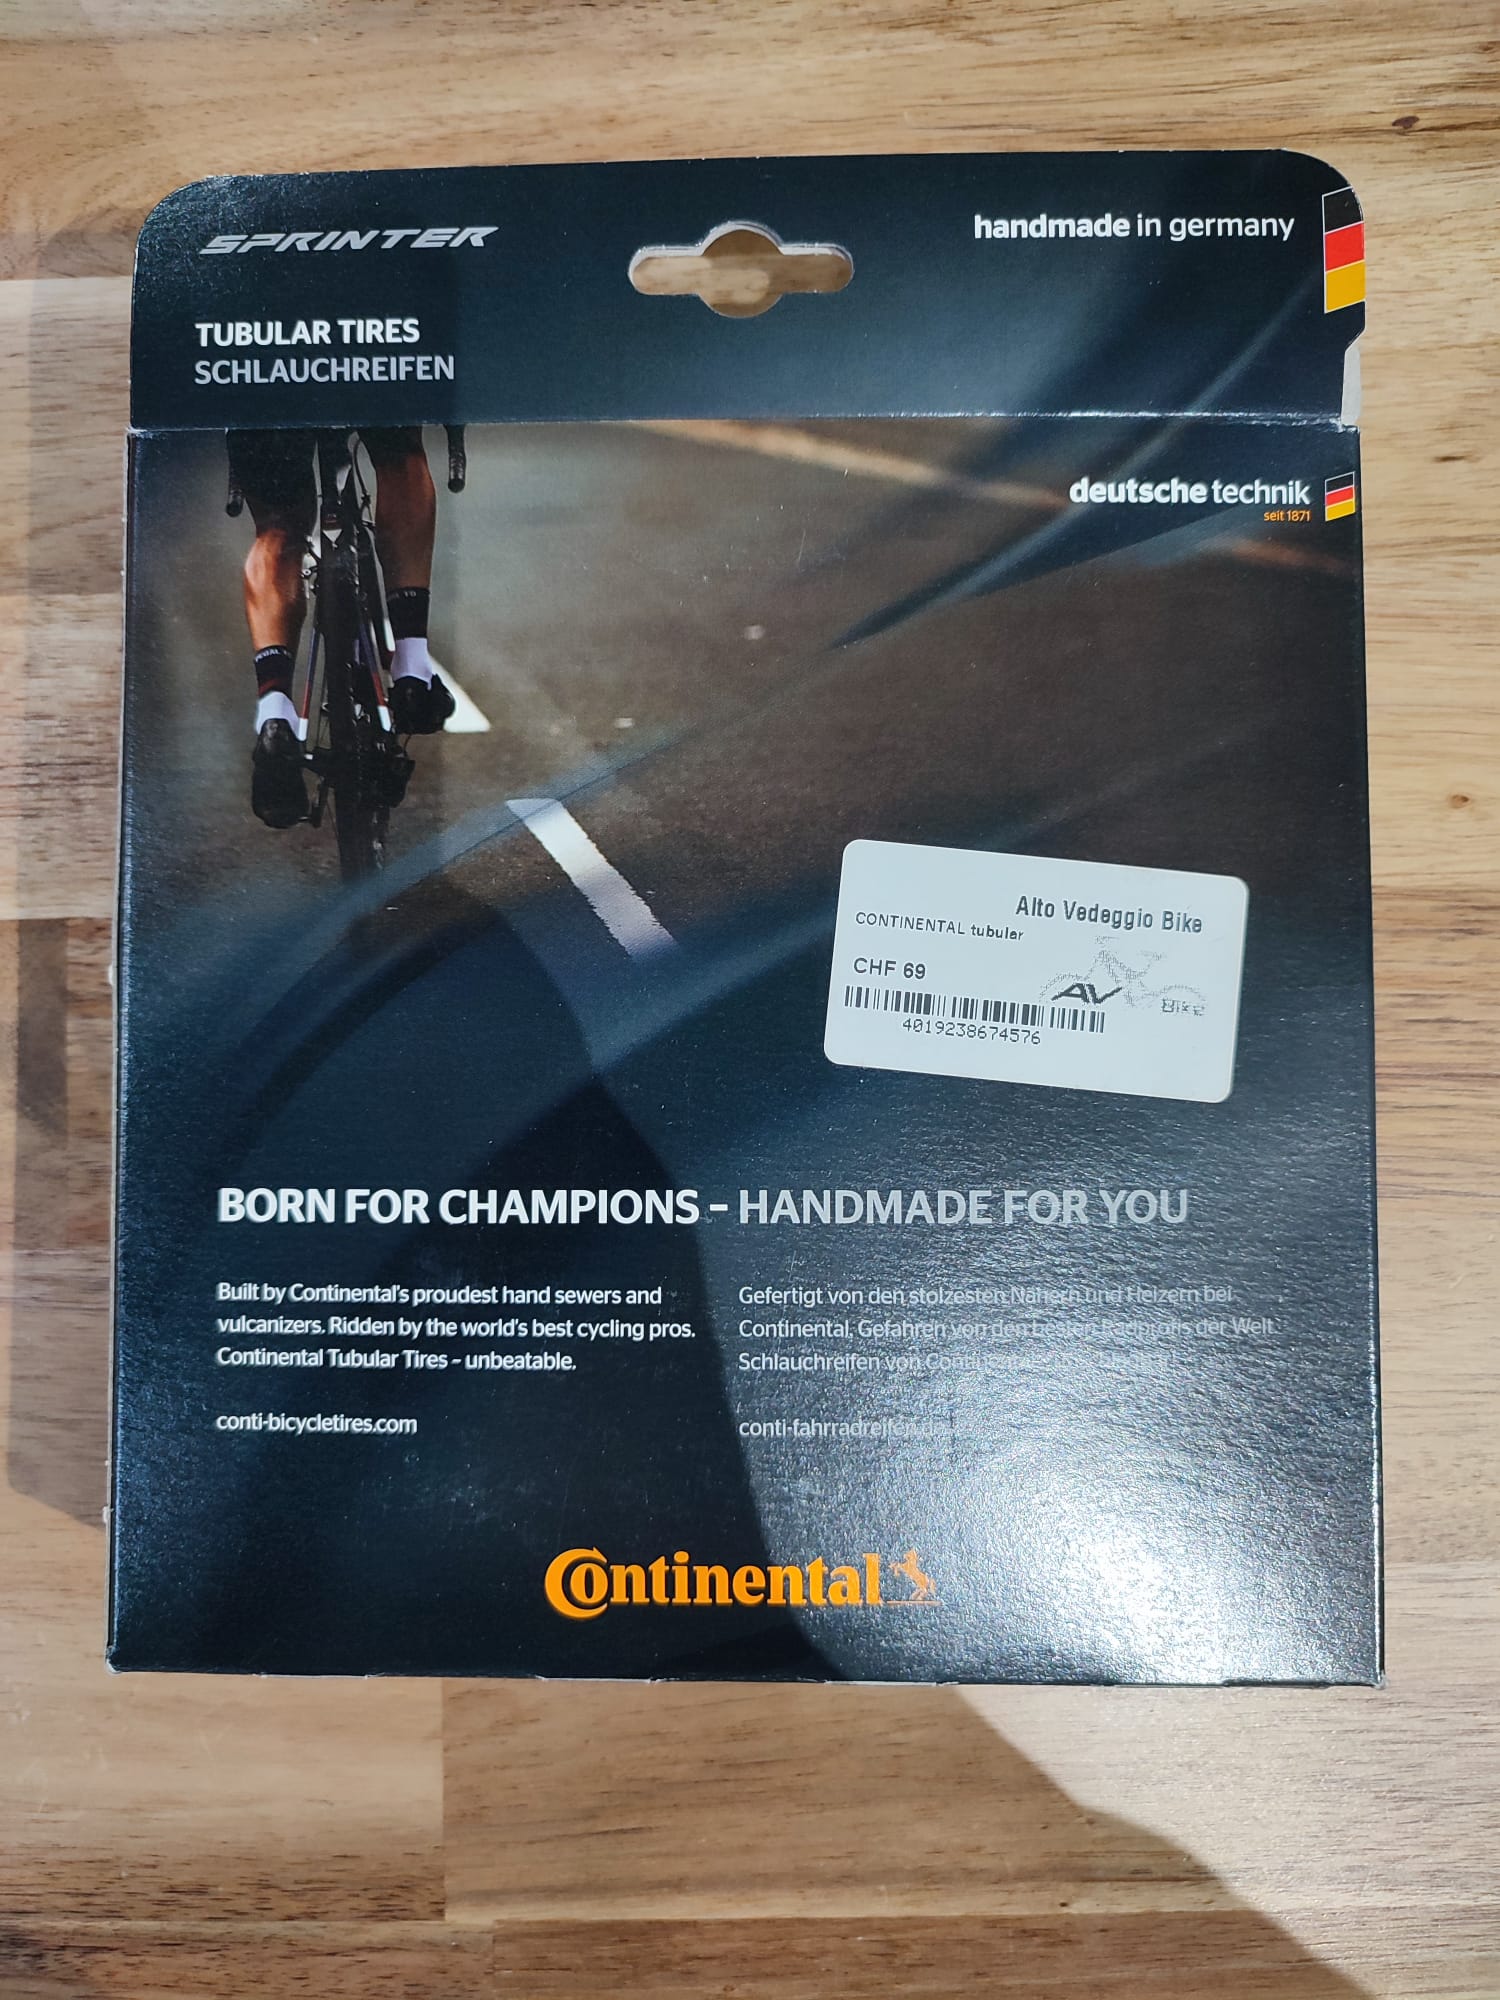 SPRINTER
handmade in germany
TUBULAR TIRES
SCHLAUCHREIFEN
deutsche technik
seit 1871
Alto Vedeggio Bike
CONTINENTAL tubular
CHF 69
AV Bike
4019238674576
BORN FOR CHAMPIONS – HANDMADE FOR YOU
Built by Continental's proudest hand sewers and
vulcanizers. Ridden by the world's best cycling pros.
Continental Tubular Tires – unbeatable.
conti-bicycletires.com
Gefertigt von den stolzesten Nähern und Heizern bei
Continental. Gefahren von den besten Radprofis der Welt.
Schlauchreifen von Continental
conti-fahrradreifen.de
Continental